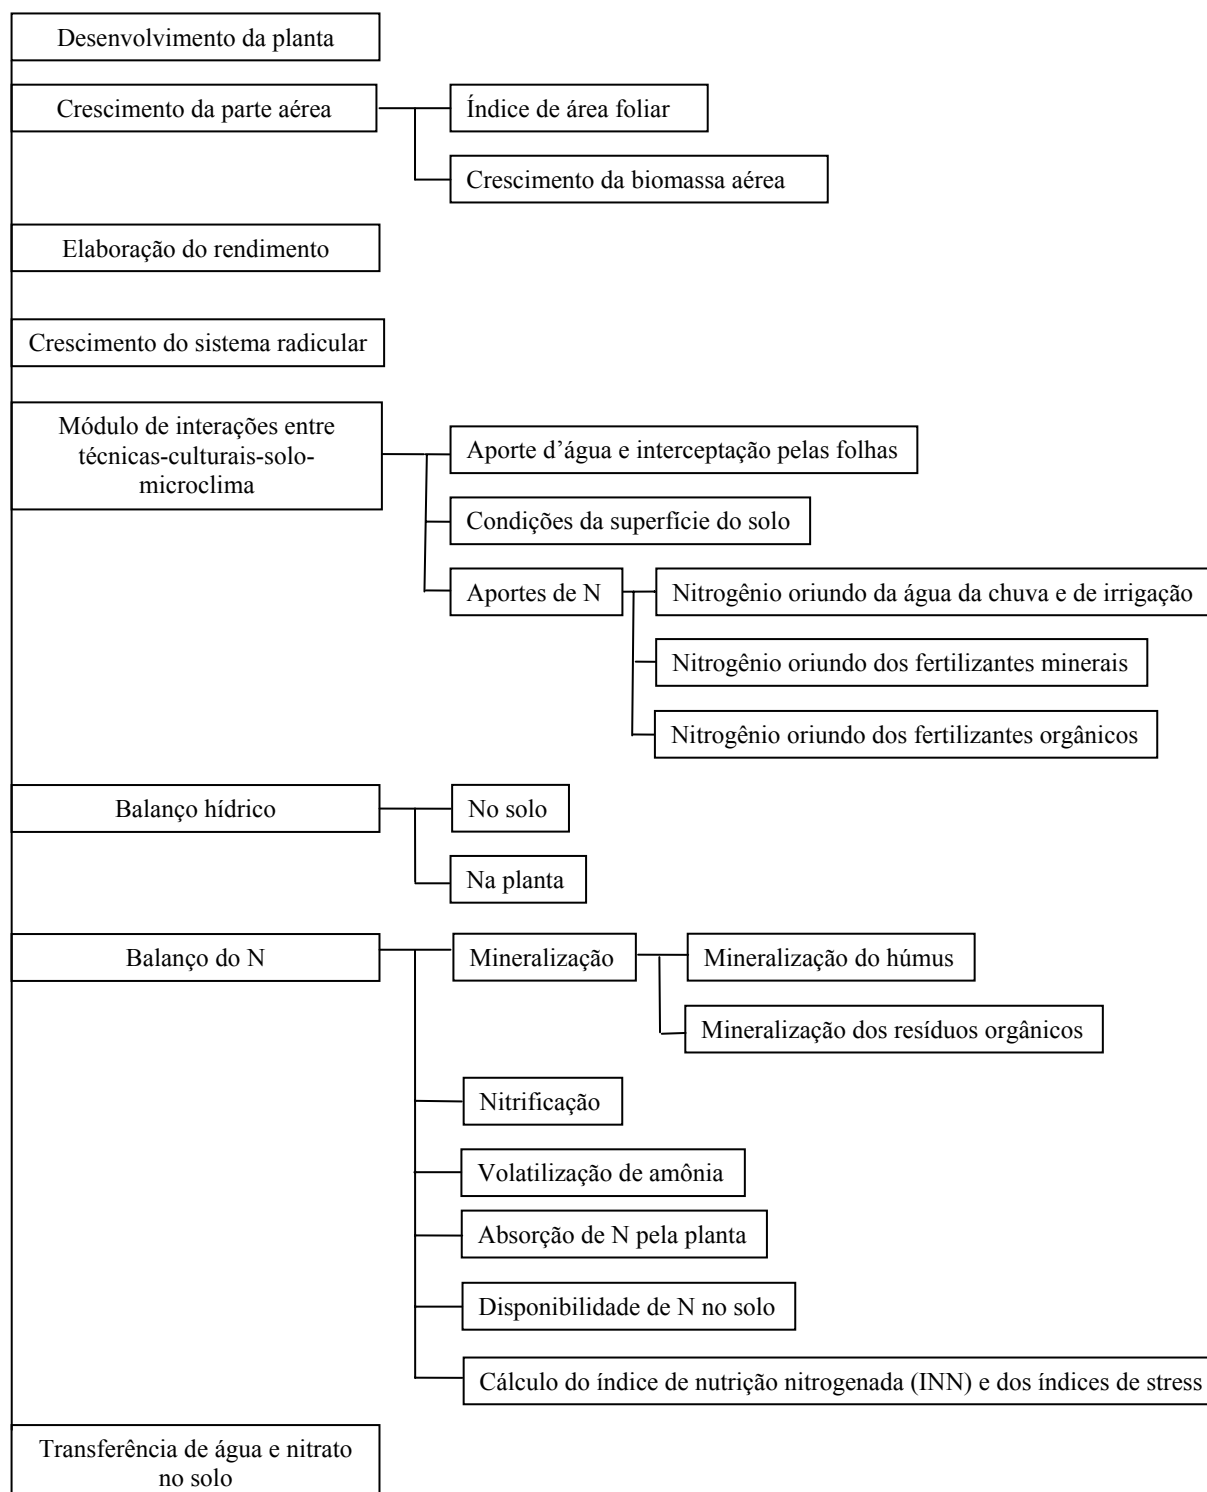 Desenvolvimento da planta
Crescimento da parte aérea
Índice de área foliar
Crescimento da biomassa aérea
Elaboração do rendimento
Crescimento do sistema radicular
Módulo de interações entre
técnicas-culturais-solo-
microclima
Aporte d’água e interceptação pelas folhas
Condições da superfície do solo
Aportes de N
Nitrogênio oriundo da água da chuva e de irrigação
Nitrogênio oriundo dos fertilizantes minerais
Nitrogênio oriundo dos fertilizantes orgânicos
Balanço hídrico
No solo
Na planta
Balanço do N
Mineralização
Mineralização do húmus
Mineralização dos resíduos orgânicos
Nitrificação
Volatilização de amônia
Absorção de N pela planta
Disponibilidade de N no solo
Cálculo do índice de nutrição nitrogenada (INN) e dos índices de stress
Transferência de água e nitrato
no solo